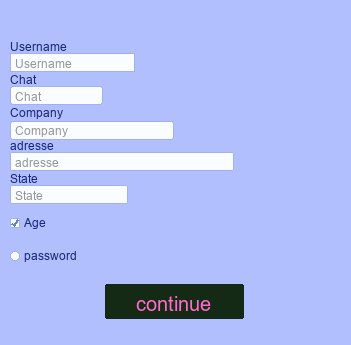 Username
Username
Chat
Chat
Company
Company
adresse
adresse
State
State
Age
password
continue